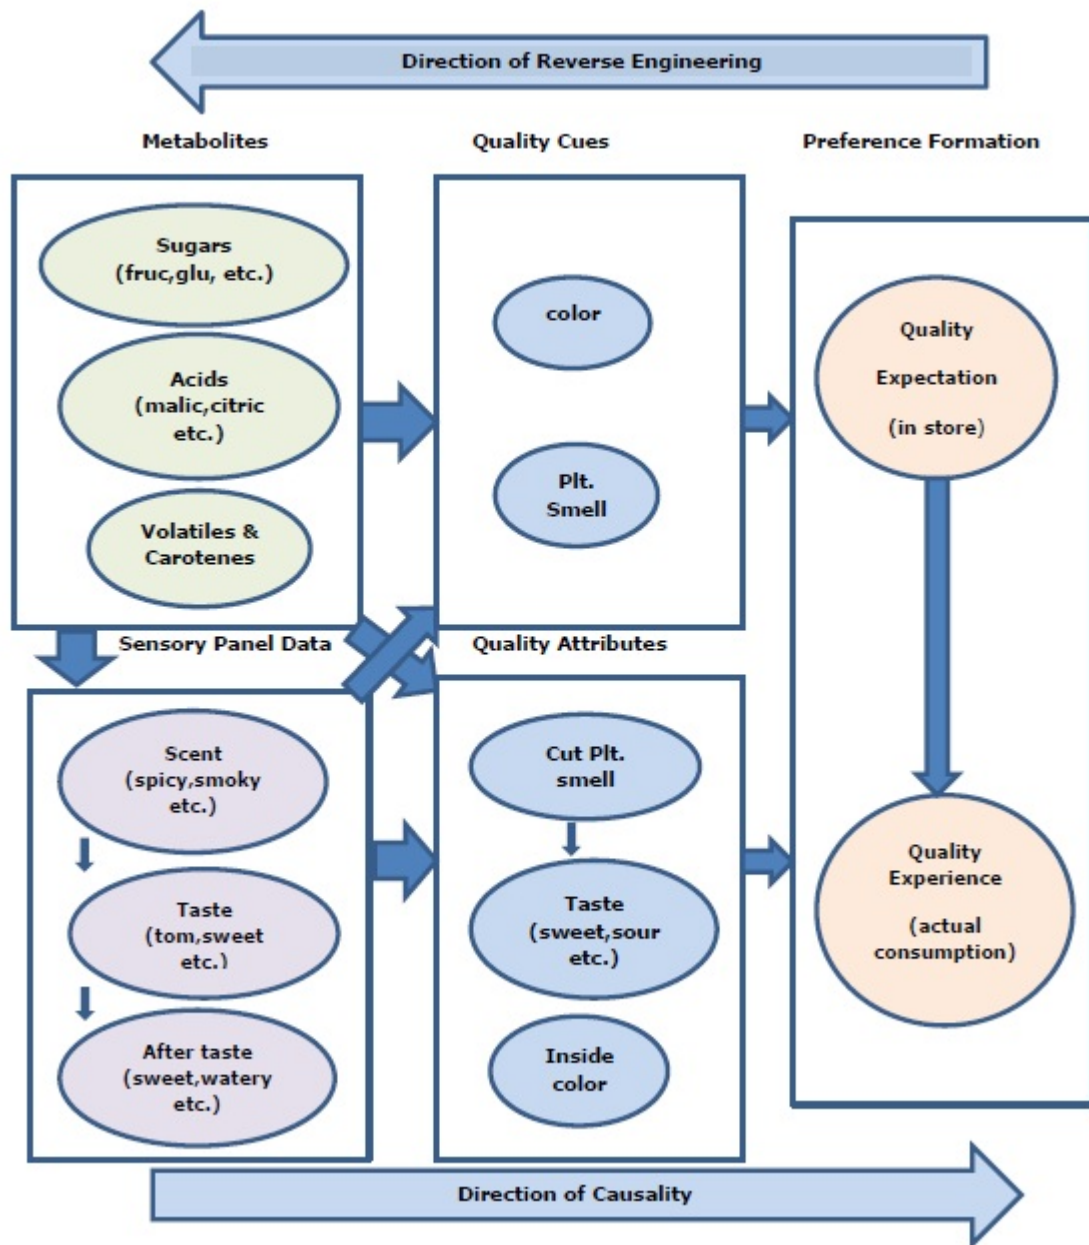 Direction of Reverse Engineering
Metabolites
Quality Cues
Preference Formation
Sugars
(fruc,glu, etc.)
Acids
(malic,citric
etc.)
Volatiles &
Carotenes
color
Plt.
Smell
Quality
Expectation
(in store)
Sensory Panel Data
Quality Attributes
Scent
(spicy,smoky
etc.)
Taste
(tom,sweet
etc.)
After taste
(sweet,watery
etc.)
Cut Plt.
smell
Taste
(sweet,sour
etc.)
Inside
color
Quality
Experience
(actual
consumption)
Direction of Causality